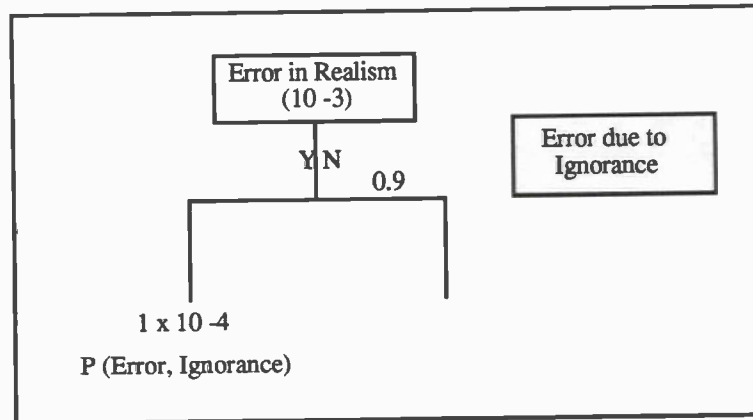 Error in Realism
(10 -3)
Error due to
Ignorance
Y N
0.9
1 x 10 -4
P (Error, Ignorance)